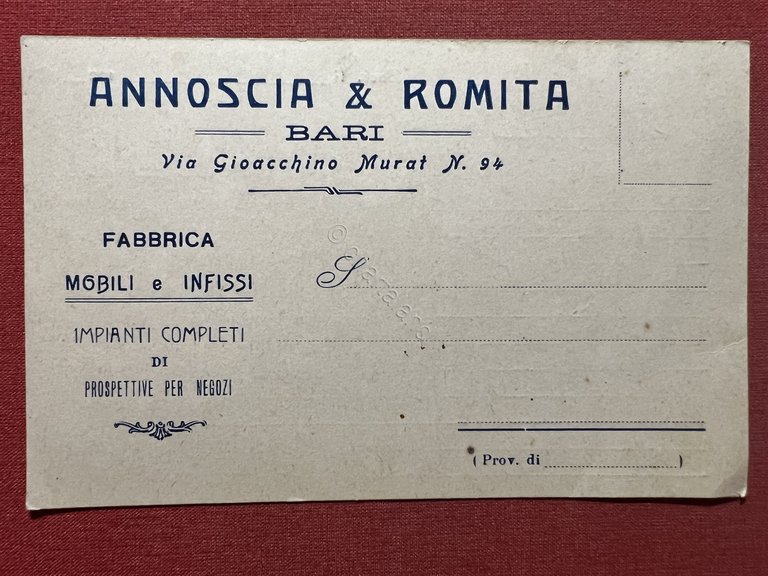 ANNOSCIA & ROMITA
BARI
Via Gioacchino Murat N. 94
FABBRICA
MOBILI e INFISSI
IMPIANTI COMPLETI
DI
PROSPETTIVE PER NEGOZI
S
(Prov. di )